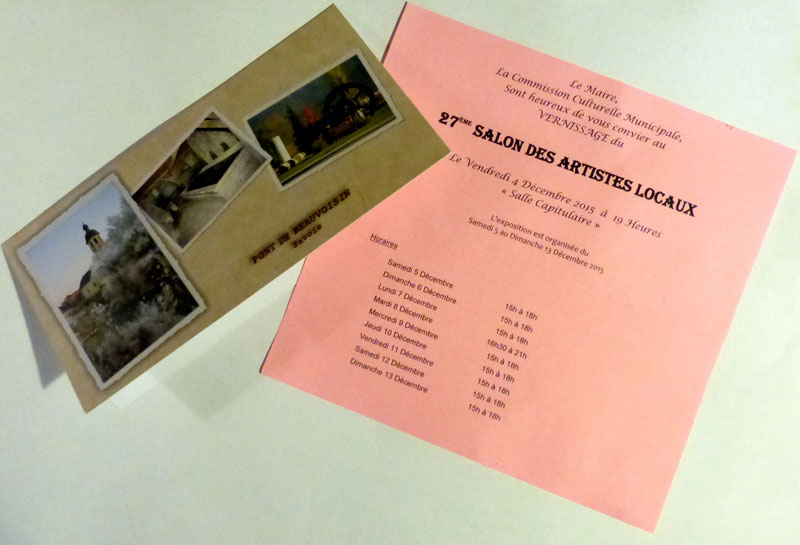 PONT DE BEAUVOISIN
Savoie
Le Maire,
La Commission Culturelle Municipale,
Sont heureux de vous convier au
VERNISSAGE du
27ème SALON DES ARTISTES LOCAUX
Le Vendredi 4 Décembre 2015 à 19 Heures
« Salle Capitulaire »
L'exposition est organisée du
Samedi 5 au Dimanche 13 Décembre 2015
Horaires
Samedi 5 Décembre 15h à 18h
Dimanche 6 Décembre 15h à 18h
Lundi 7 Décembre 15h à 18h
Mardi 8 Décembre 16h30 à 21h
Mercredi 9 Décembre 15h à 18h
Jeudi 10 Décembre 15h à 18h
Vendredi 11 Décembre 15h à 18h
Samedi 12 Décembre 15h à 18h
Dimanche 13 Décembre 15h à 18h